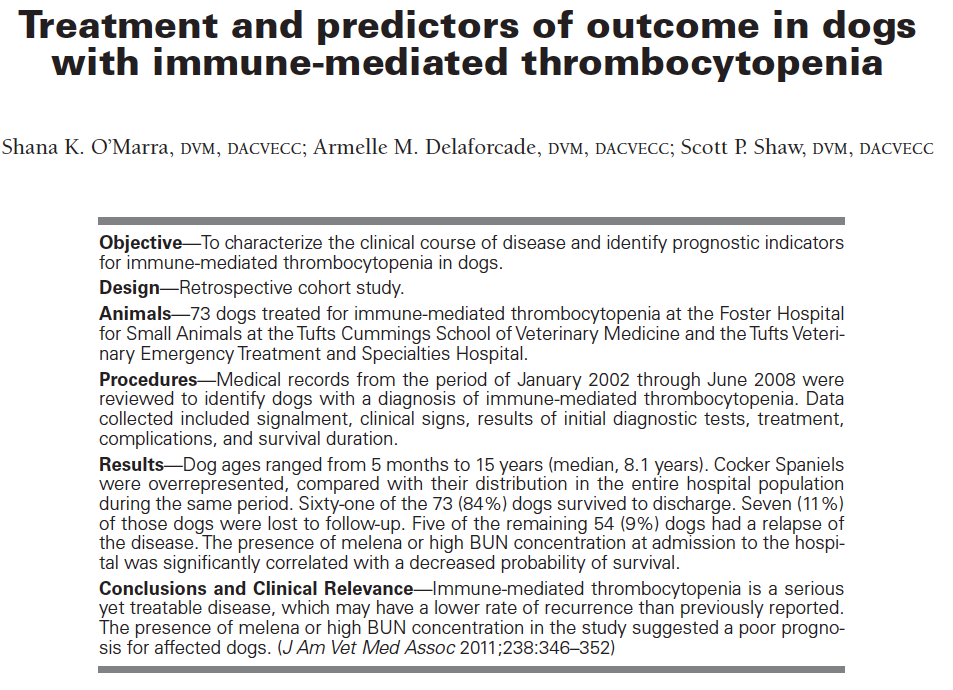 Treatment and predictors of outcome in dogs
with immune-mediated thrombocytopenia
Shana K. O'Marra, DVM, DACVECC; Armelle M. Delaforcade, DVM, DACVECC; Scott P. Shaw, DVM, DACVECC
Objective—To characterize the clinical course of disease and identify prognostic indicators
for immune-mediated thrombocytopenia in dogs.
Design—Retrospective cohort study.
Animals—73 dogs treated for immune-mediated thrombocytopenia at the Foster Hospital
for Small Animals at the Tufts Cummings School of Veterinary Medicine and the Tufts Veteri-
nary Emergency Treatment and Specialties Hospital.
Procedures—Medical records from the period of January 2002 through June 2008 were
reviewed to identify dogs with a diagnosis of immune-mediated thrombocytopenia. Data
collected included signalment, clinical signs, results of initial diagnostic tests, treatment,
complications, and survival duration.
Results—Dog ages ranged from 5 months to 15 years (median, 8.1 years). Cocker Spaniels
were overrepresented, compared with their distribution in the entire hospital population
during the same period. Sixty-one of the 73 (84%) dogs survived to discharge. Seven (11%)
of those dogs were lost to follow-up. Five of the remaining 54 (9%) dogs had a relapse of
the disease. The presence of melena or high BUN concentration at admission to the hospi-
tal was significantly correlated with a decreased probability of survival.
Conclusions and Clinical Relevance—Immune-mediated thrombocytopenia is a serious
yet treatable disease, which may have a lower rate of recurrence than previously reported.
The presence of melena or high BUN concentration in the study suggested a poor progno-
sis for affected dogs. (J Am Vet Med Assoc 2011;238:346–352)